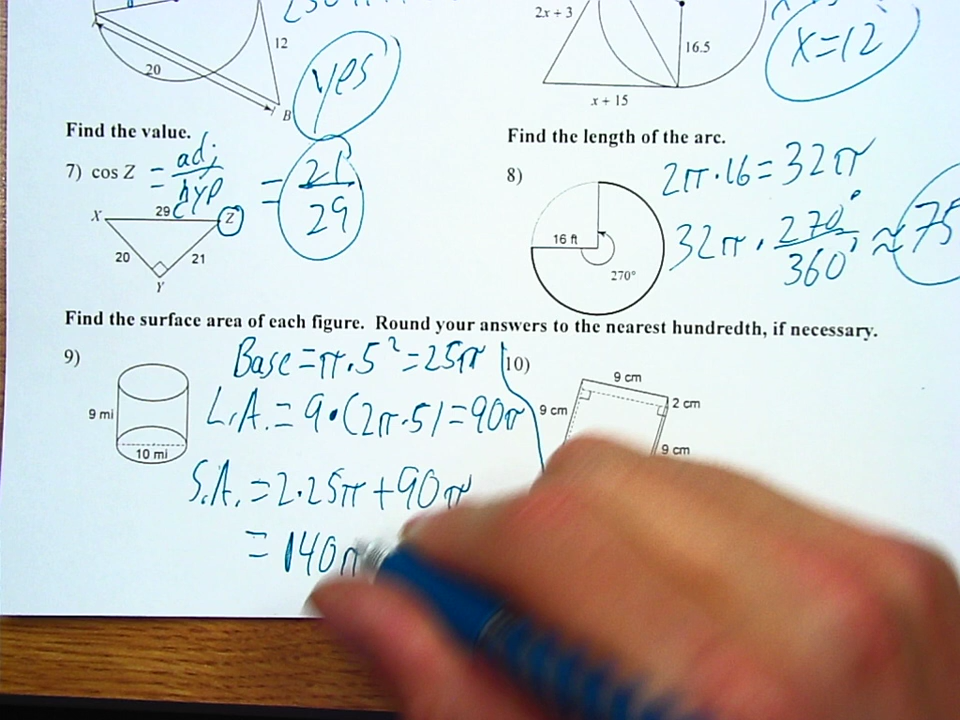 12
20
B
yes
2x + 3
16.5
x + 15
x=12
Find the value.
7) cos Z = adj/hyp = 21/29
X
29
Z
20
21
Y
Find the length of the arc.
8)
2π·16=32π
16 ft
270°
32π · 270°/360° ≈ 75
Find the surface area of each figure. Round your answers to the nearest hundredth, if necessary.
9)
Base=π·5²=25π
9 mi
10 mi
L.A.=9·(2π·5)=90π
S.A.=2·25π+90π
=140π
10)
9 cm
9 cm
2 cm
9 cm